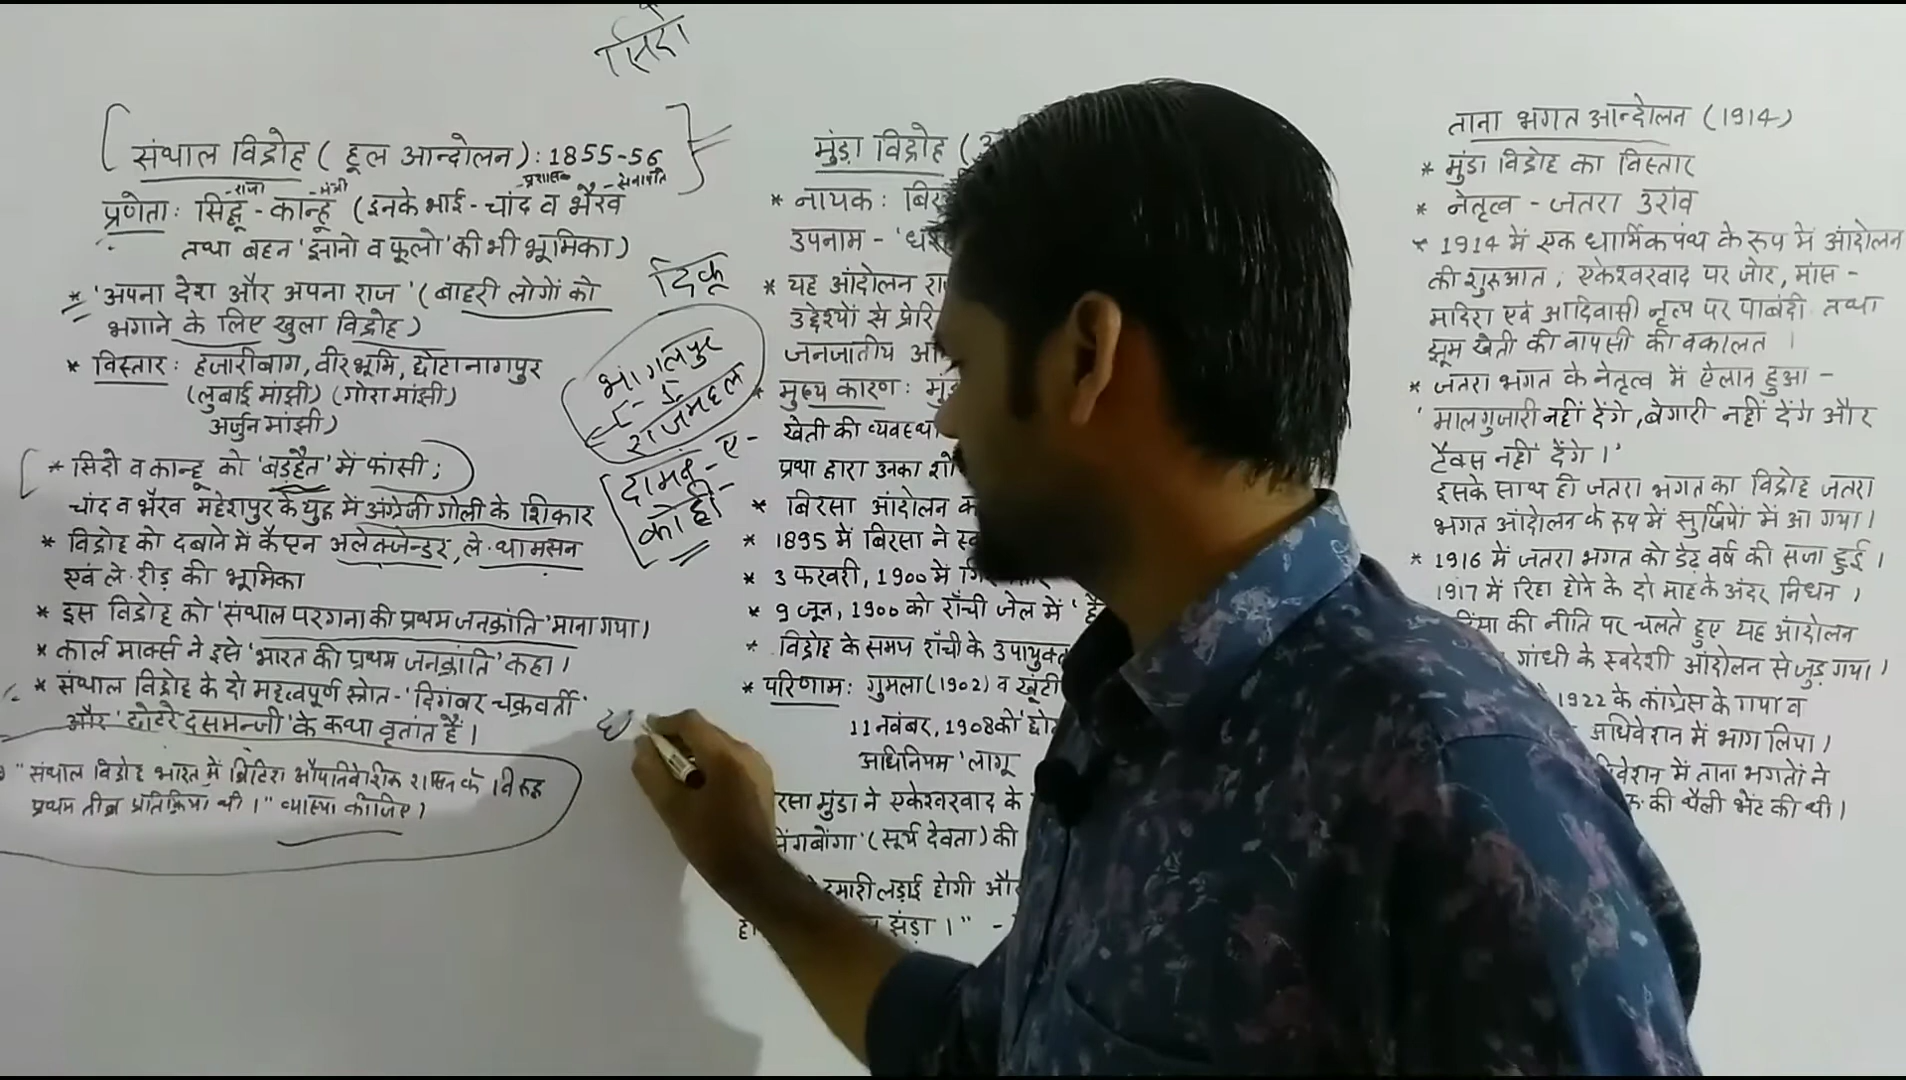 सिदो
संथाल विद्रोह ( हूल आन्दोलन ) : 1855-56
-राजा -मंत्री -प्रशासक -सेनापति
प्रणेता : सिद्धू - कान्हू ( इनके भाई - चांद व भैरव
तथा बहन 'झानो व फूलो' की भी भूमिका )
* 'अपना देश और अपना राज' ( बाहरी लोगों को
भगाने के लिए खुला विद्रोह )
* विस्तार : हजारीबाग, वीरभूमि, छोटानागपुर
(लुबाई मांझी) (गोरा मांझी)
अर्जुन मांझी)
* सिदो व कान्हू को 'बड़हैत' में फांसी ;
चांद व भैरव महेशपुर के युद्ध में अंग्रेजी गोली के शिकार
* विद्रोह को दबाने में कैप्टन अलेक्जेन्डर, ले. थामसन
एवं ले. रीड़ की भूमिका
* इस विद्रोह को 'संथाल परगना की प्रथम जनक्रांति' माना गया।
* कार्ल मार्क्स ने इसे 'भारत की प्रथम जनक्रांति' कहा।
* संथाल विद्रोह के दो महत्वपूर्ण स्रोत - 'दिगंबर चक्रवर्ती'
और 'छोटरे दसमन्जी' के कथा वृतांत हैं।
"संथाल विद्रोह भारत में ब्रिटिश औपनिवेशिक शासन के विरूद्ध
प्रथम तीव्र प्रतिक्रिया थी।" व्याख्या कीजिए।
दिकू
भागलपुर
राजमहल
दामन-ए-
कोही
मुंडा विद्रोह (
* नायक :
उपनाम -
* यह आंदोलन
उद्देश्यों से
जनजातीय
* मुख्य कारण :
खेती की व्यवस्था
प्रथा द्वारा उनका
* बिरसा आंदोलन
* 1895 में बिरसा ने
* 3 फरवरी, 1900 में
* 9 जून, 1900 को राँची जेल में
* विद्रोह के समय राँची के उपायुक्त
* परिणाम : गुमला (1902) व खूंटी
11 नवंबर, 1908 को
अधिनियम' लागू
मुंडा ने एकेश्वरवाद के
(सूर्य देवता) की
हमारी लड़ाई होगी और
झंडा।" -
ताना भगत आन्दोलन (1914)
* मुंडा विद्रोह का विस्तार
* नेतृत्व - जतरा उरांव
* 1914 में एक धार्मिक पंथ के रूप में आंदोलन
की शुरुआत ; एकेश्वरवाद पर जोर, मांस -
मदिरा एवं आदिवासी नृत्य पर पाबंदी तथा
झूम खेती की वापसी की वकालत।
* जतरा भगत के नेतृत्व में ऐलान हुआ -
'मालगुजारी नहीं देंगे, बेगारी नहीं देंगे और
टैक्स नहीं देंगे।'
इसके साथ ही जतरा भगत का विद्रोह जतरा
भगत आंदोलन के रूप में सुर्खियों में आ गया।
* 1916 में जतरा भगत को डेढ़ वर्ष की सजा हुई।
1917 में रिहा होने के दो माह के अंदर निधन।
की नीति पर चलते हुए यह आंदोलन
गांधी के स्वदेशी आंदोलन से जुड़ गया।
1922 के कांग्रेस के गया व
अधिवेशन में भाग लिया।
में ताना भगतों ने
की थैली भेंट की थी।